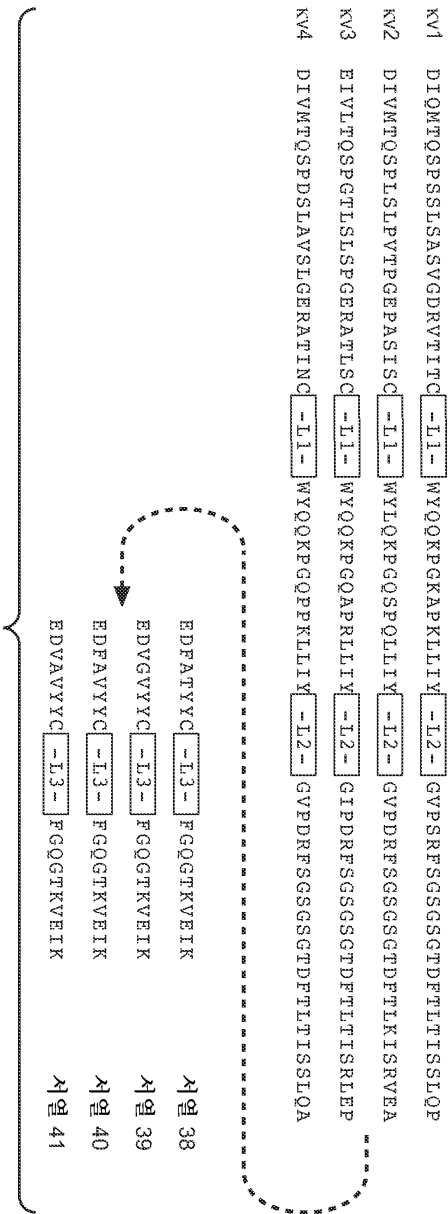 KV1 DIQMTQSPSSLSASVGDRVTITC -L1- WYQQKPGKAPKLLIY -L2- GVPSRFSGSGSGTDFTLTISSLQP
KV2 DIVMTQSPLSLPVTPGEPASISC -L1- WYLQKPGQSPQLLIY -L2- GVPDRFSGSGSGTDFTLKISRVEA
KV3 EIVLTQSPGTLSLSPGERATLSC -L1- WYQQKPGQAPRLLIY -L2- GIPDRFSGSGSGTDFTLTISRLEP
KV4 DIVMTQSPDSLAVSLGERATINC -L1- WYQQKPGQPPKLLIY -L2- GVPDRFSGSGSGTDFTLTISSLQA
EDFATYYC -L3- FGQGTKVEIK 서열 38
EDVGVYYC -L3- FGQGTKVEIK 서열 39
EDFAVYYC -L3- FGQGTKVEIK 서열 40
EDVAVYYC -L3- FGQGTKVEIK 서열 41